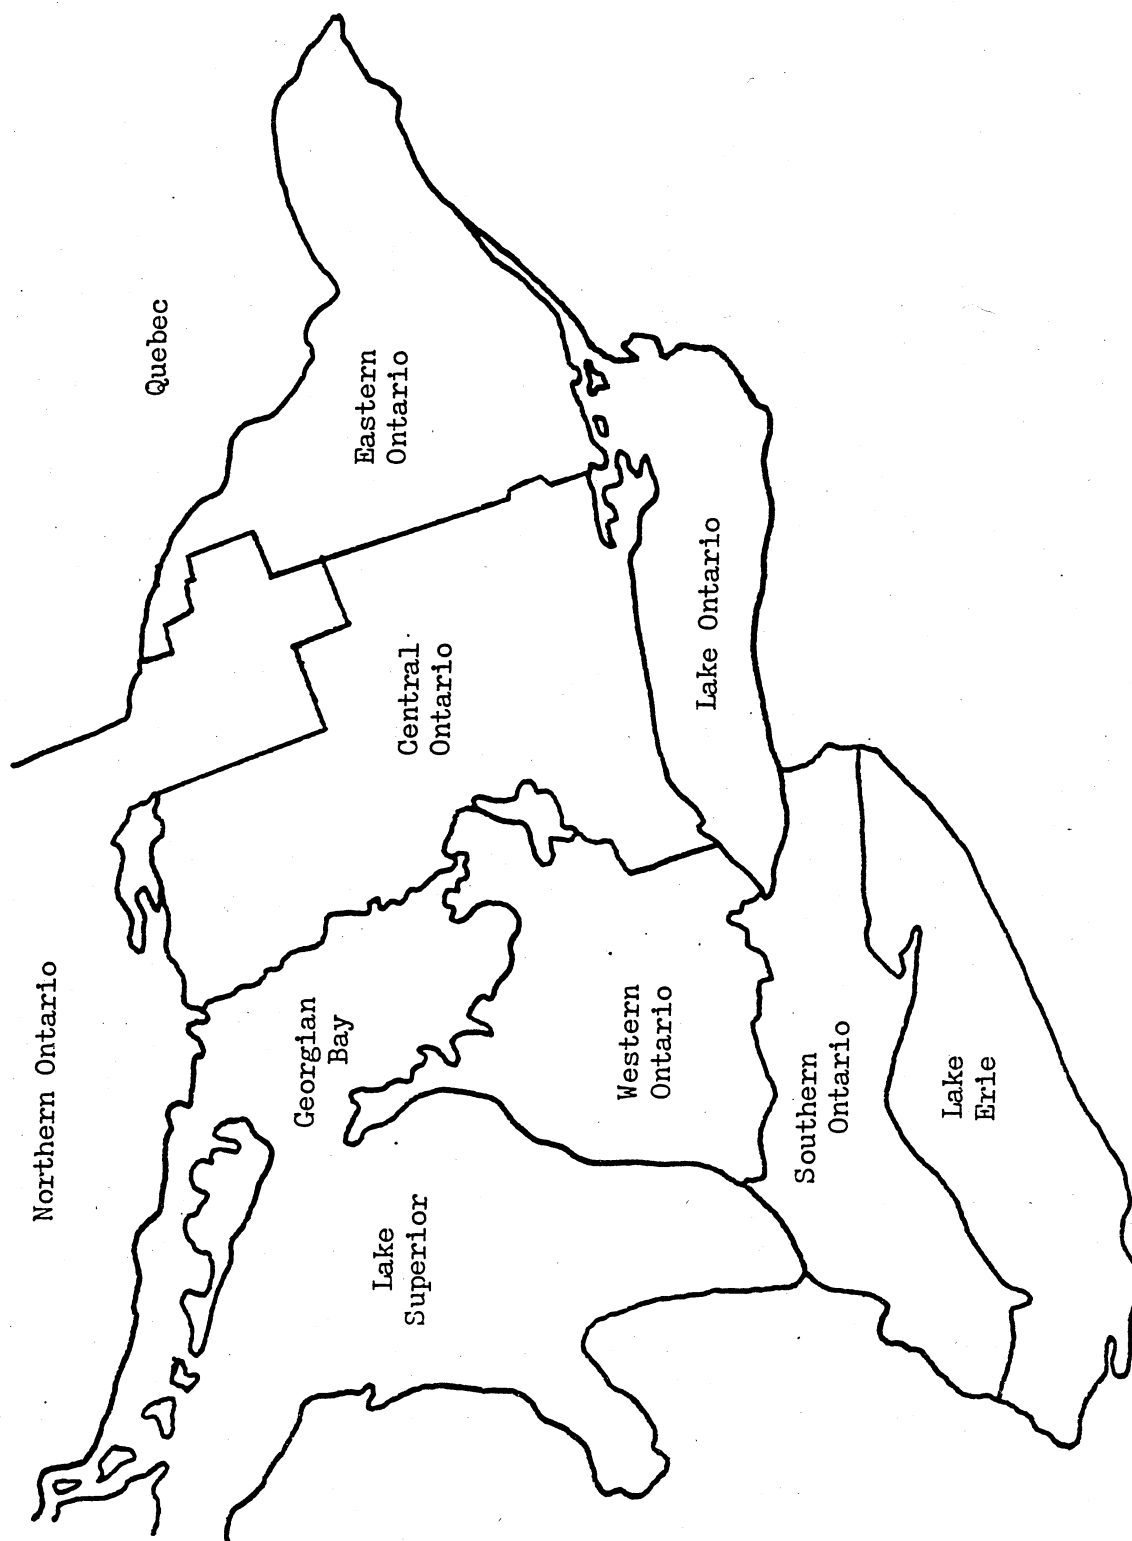 Quebec
Northern Ontario
Eastern
Ontario
Central
Ontario
Georgian
Bay
Lake
Superior
Lake Ontario
Western
Ontario
Southern
Ontario
Lake
Erie